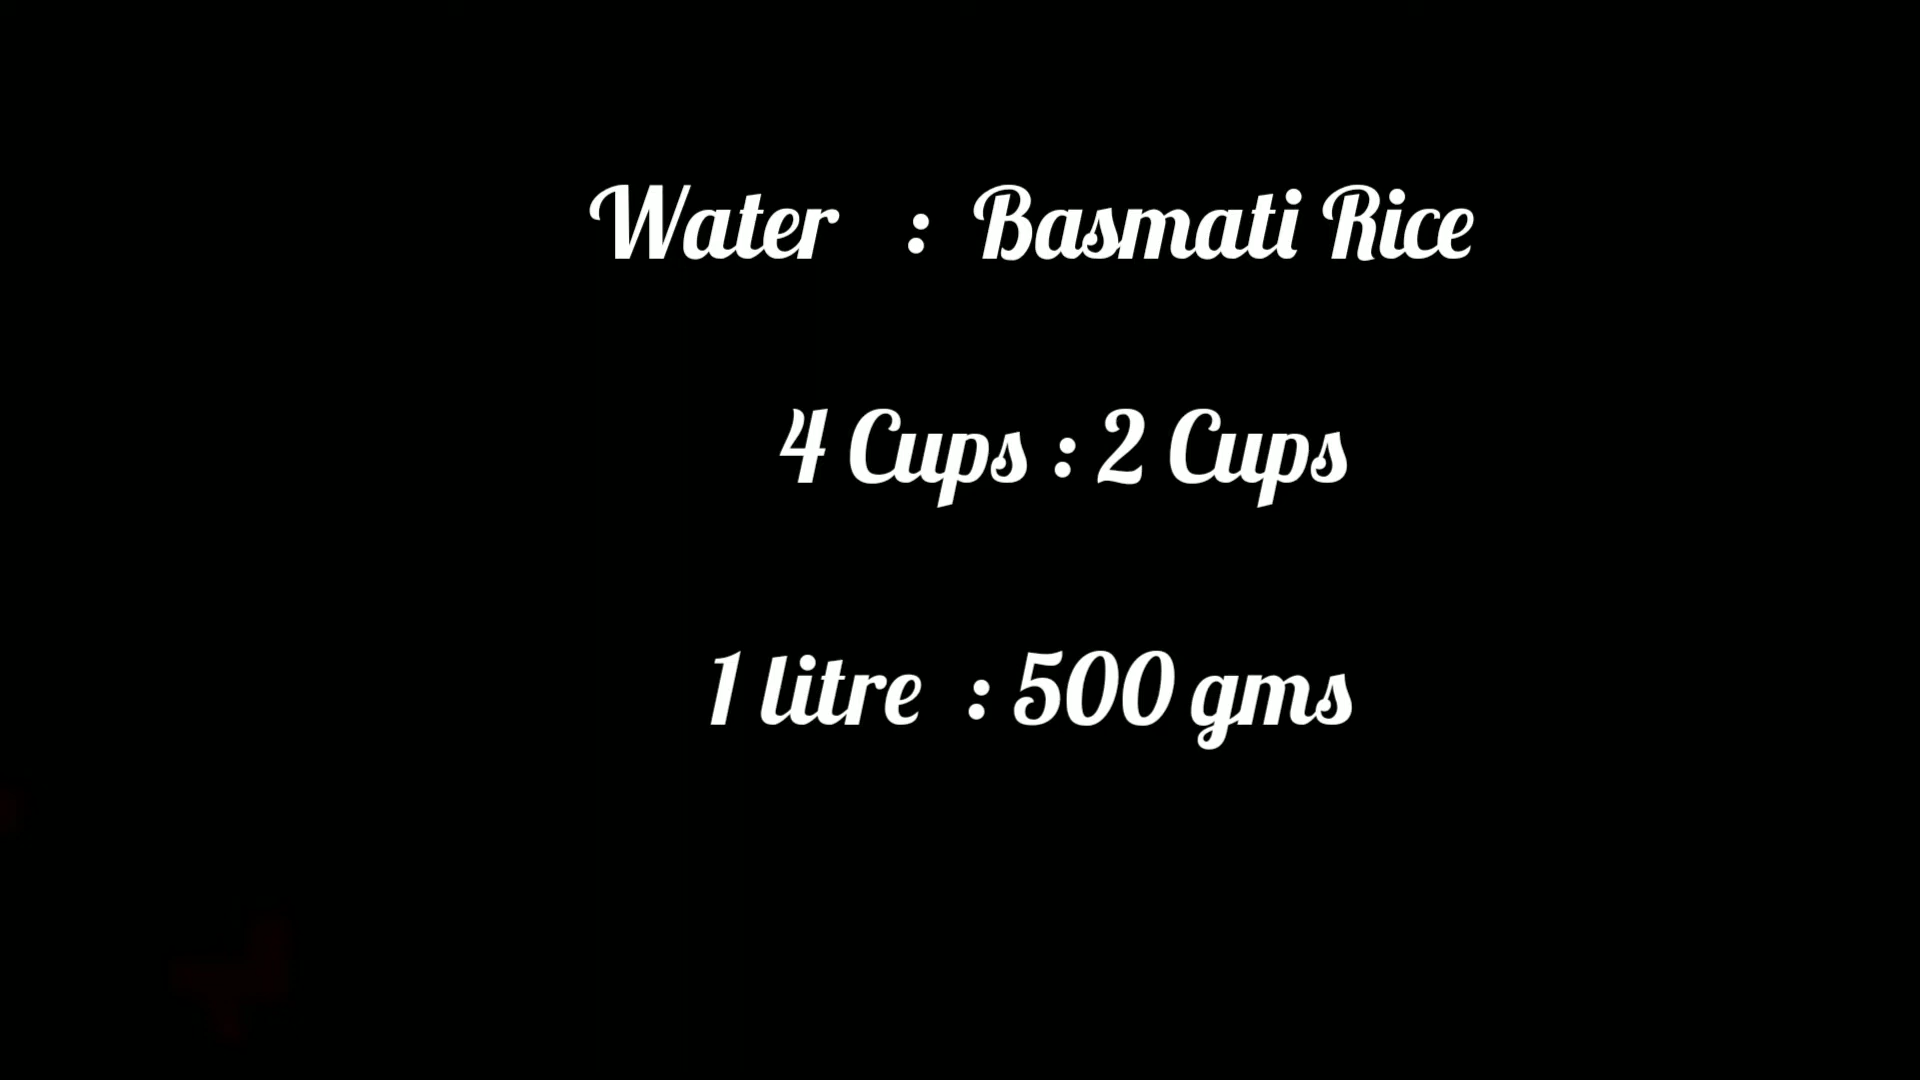 Water : Basmati Rice
4 Cups : 2 Cups
1 litre : 500 gms